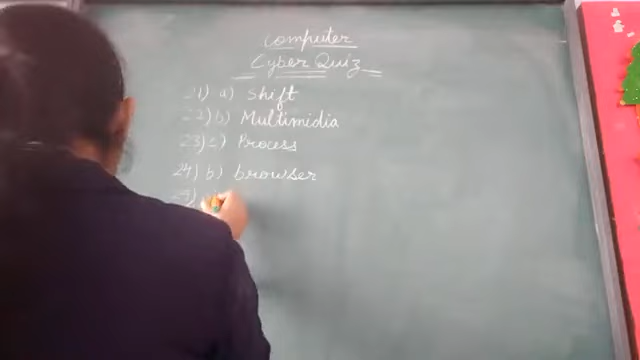 Computer
Cyber Quiz
21) a) Shift
22) b) Multimidia
23) c) Process
24) b) browser
25)